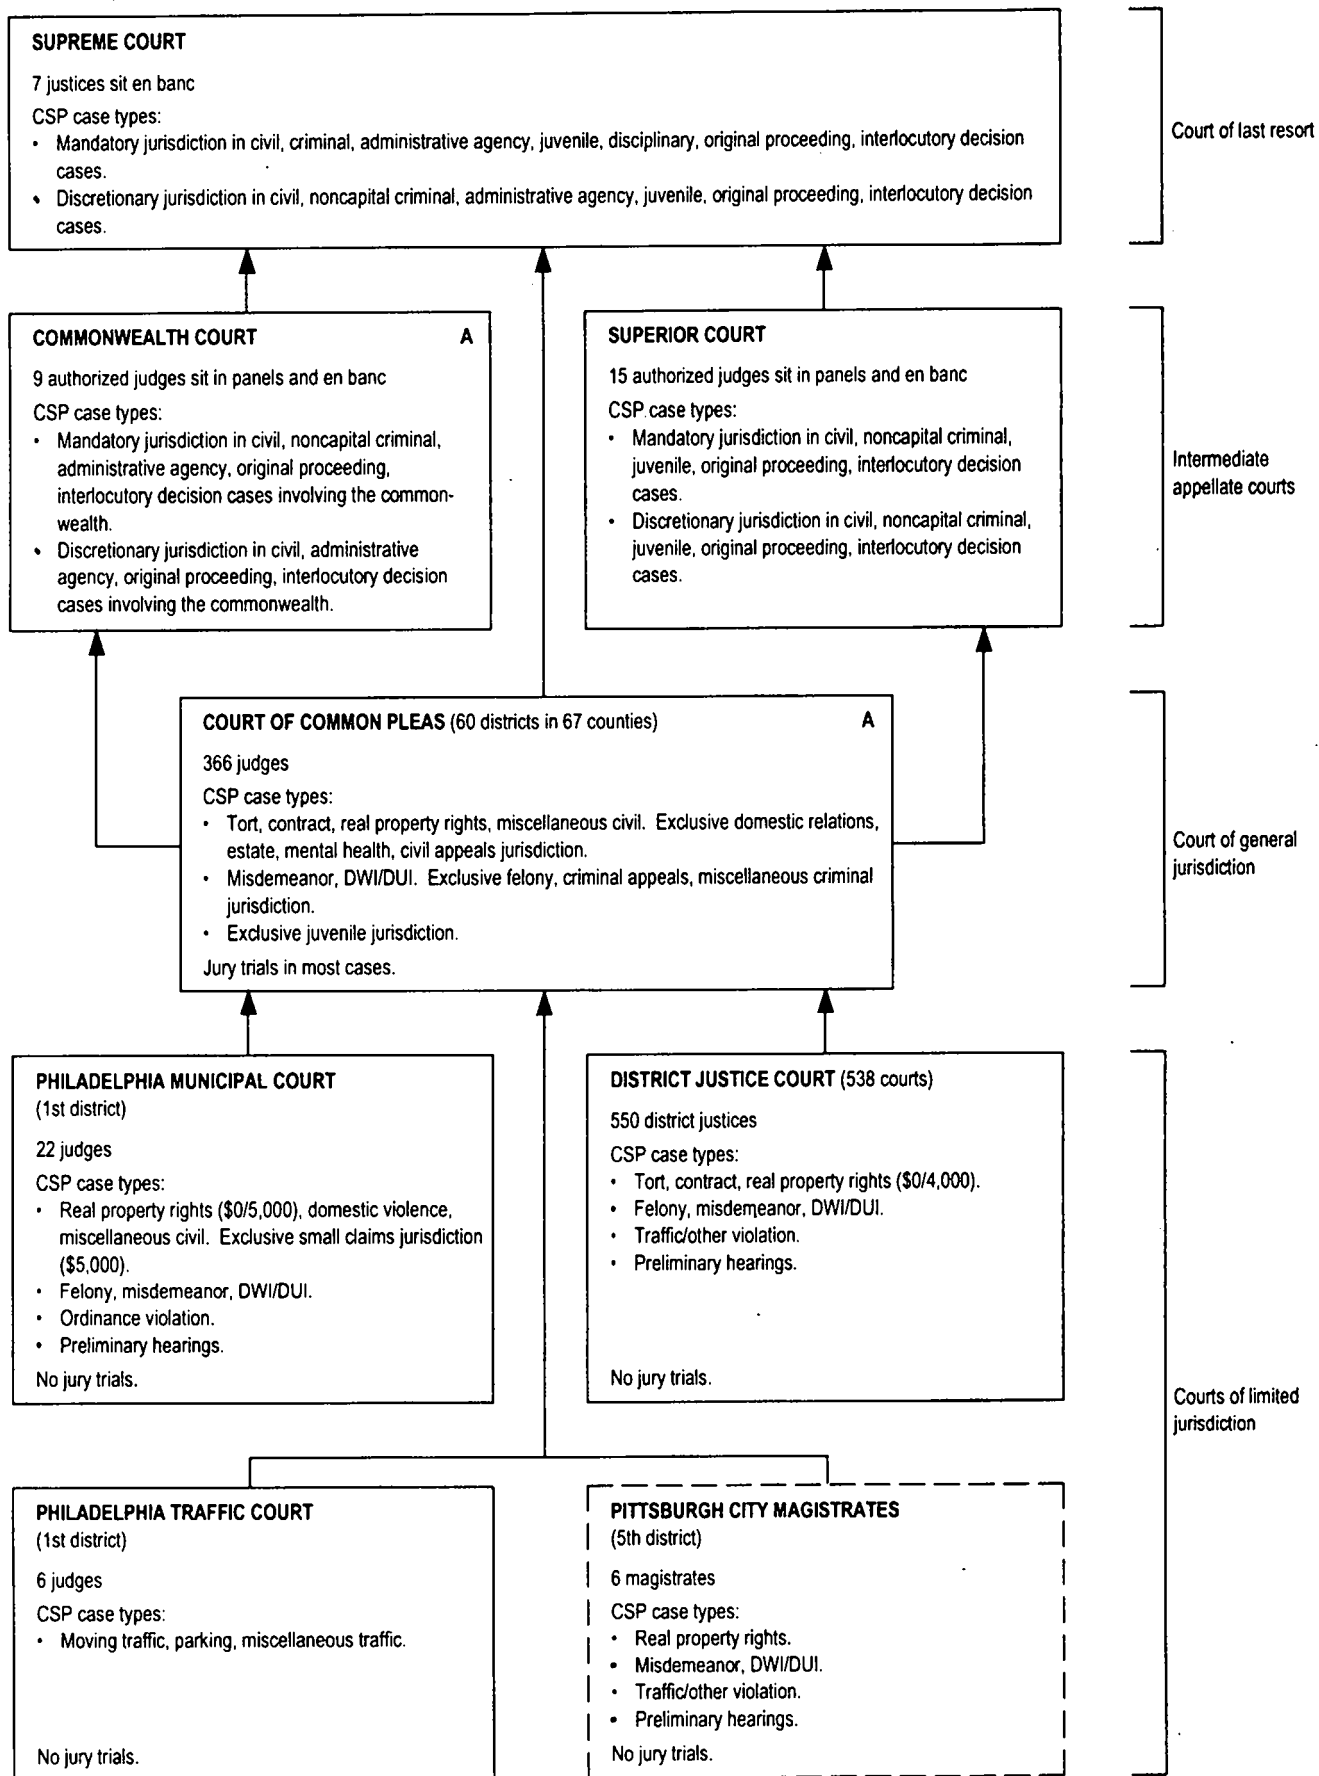 SUPREME COURT
7 justices sit en banc
CSP case types:
• Mandatory jurisdiction in civil, criminal, administrative agency, juvenile, disciplinary, original proceeding, interlocutory decision
cases.
• Discretionary jurisdiction in civil, noncapital criminal, administrative agency, juvenile, original proceeding, interlocutory decision
cases.
Court of last resort
COMMONWEALTH COURT A
9 authorized judges sit in panels and en banc
CSP case types:
• Mandatory jurisdiction in civil, noncapital criminal,
administrative agency, original proceeding,
interlocutory decision cases involving the common-
wealth.
• Discretionary jurisdiction in civil, administrative
agency, original proceeding, interlocutory decision
cases involving the commonwealth.
SUPERIOR COURT
15 authorized judges sit in panels and en banc
CSP case types:
• Mandatory jurisdiction in civil, noncapital criminal,
juvenile, original proceeding, interlocutory decision
cases.
• Discretionary jurisdiction in civil, noncapital criminal,
juvenile, original proceeding, interlocutory decision
cases.
Intermediate
appellate courts
COURT OF COMMON PLEAS (60 districts in 67 counties) A
366 judges
CSP case types:
• Tort, contract, real property rights, miscellaneous civil. Exclusive domestic relations,
estate, mental health, civil appeals jurisdiction.
• Misdemeanor, DWI/DUI. Exclusive felony, criminal appeals, miscellaneous criminal
jurisdiction.
• Exclusive juvenile jurisdiction.
Jury trials in most cases.
Court of general
jurisdiction
PHILADELPHIA MUNICIPAL COURT
(1st district)
22 judges
CSP case types:
• Real property rights ($0/5,000), domestic violence,
miscellaneous civil. Exclusive small claims jurisdiction
($5,000).
• Felony, misdemeanor, DWI/DUI.
• Ordinance violation.
• Preliminary hearings.
No jury trials.
DISTRICT JUSTICE COURT (538 courts)
550 district justices
CSP case types:
• Tort, contract, real property rights ($0/4,000).
• Felony, misdemeanor, DWI/DUI.
• Traffic/other violation.
• Preliminary hearings.
No jury trials.
Courts of limited
jurisdiction
PHILADELPHIA TRAFFIC COURT
(1st district)
6 judges
CSP case types:
• Moving traffic, parking, miscellaneous traffic.
No jury trials.
PITTSBURGH CITY MAGISTRATES
(5th district)
6 magistrates
CSP case types:
• Real property rights.
• Misdemeanor, DWI/DUI.
• Traffic/other violation.
• Preliminary hearings.
No jury trials.